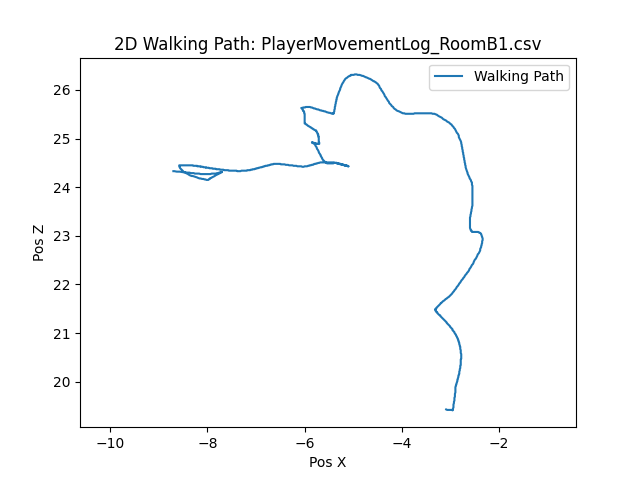 2D Walking Path: PlayerMovementLog_RoomB1.csv
Walking Path
26
25
24
23
22
21
20
Pos Z
−10 −8 −6 −4 −2
Pos X